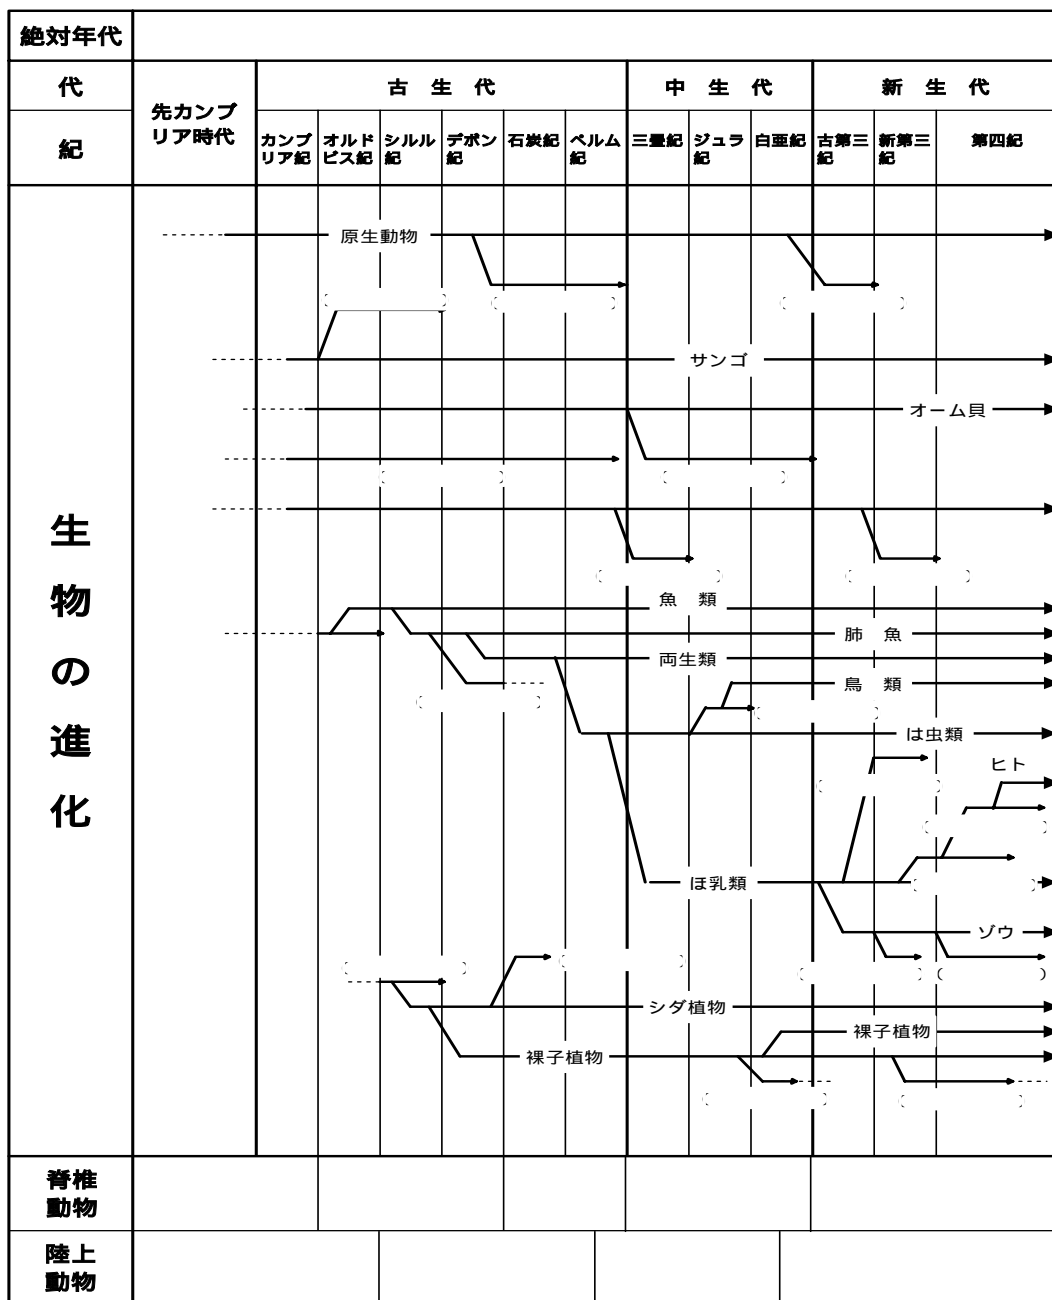 絶対年代
代
古生代
中生代
新生代
先カンブ
リア時代
紀
カンブ
リア紀
オルド
ビス紀
シルル
紀
デボン
紀
石炭紀
ペルム
紀
三畳紀
ジュラ
紀
白亜紀
古第三
紀
新第三
紀
第四紀
生物の進化
原生動物
( )
( )
( )
サンゴ
オーム貝
( )
( )
( )
( )
魚類
肺魚
両生類
( )
鳥類
( )
は虫類
ヒト
( )
( )
ほ乳類
( )
ゾウ
( )
( )
( )
( )
シダ植物
裸子植物
裸子植物
( )
( )
脊椎
動物
陸上
動物